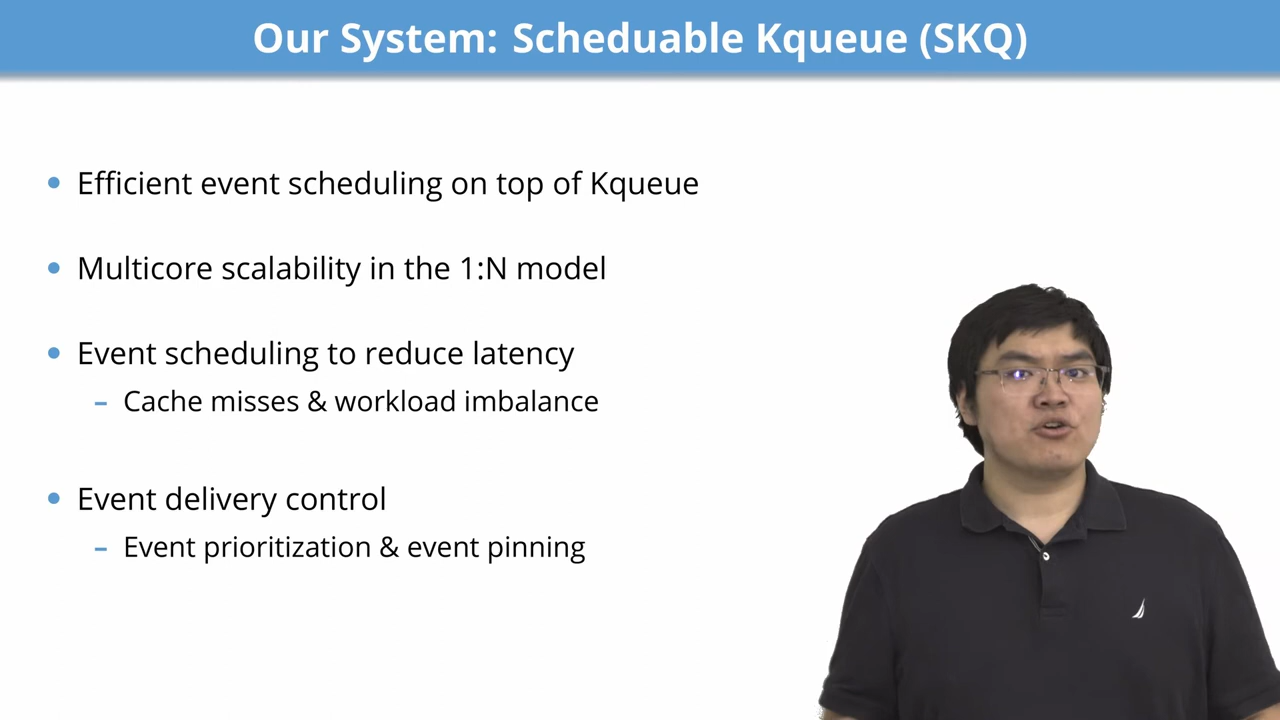 Our System: Scheduable Kqueue (SKQ)
• Efficient event scheduling on top of Kqueue
• Multicore scalability in the 1:N model
• Event scheduling to reduce latency
– Cache misses & workload imbalance
• Event delivery control
– Event prioritization & event pinning